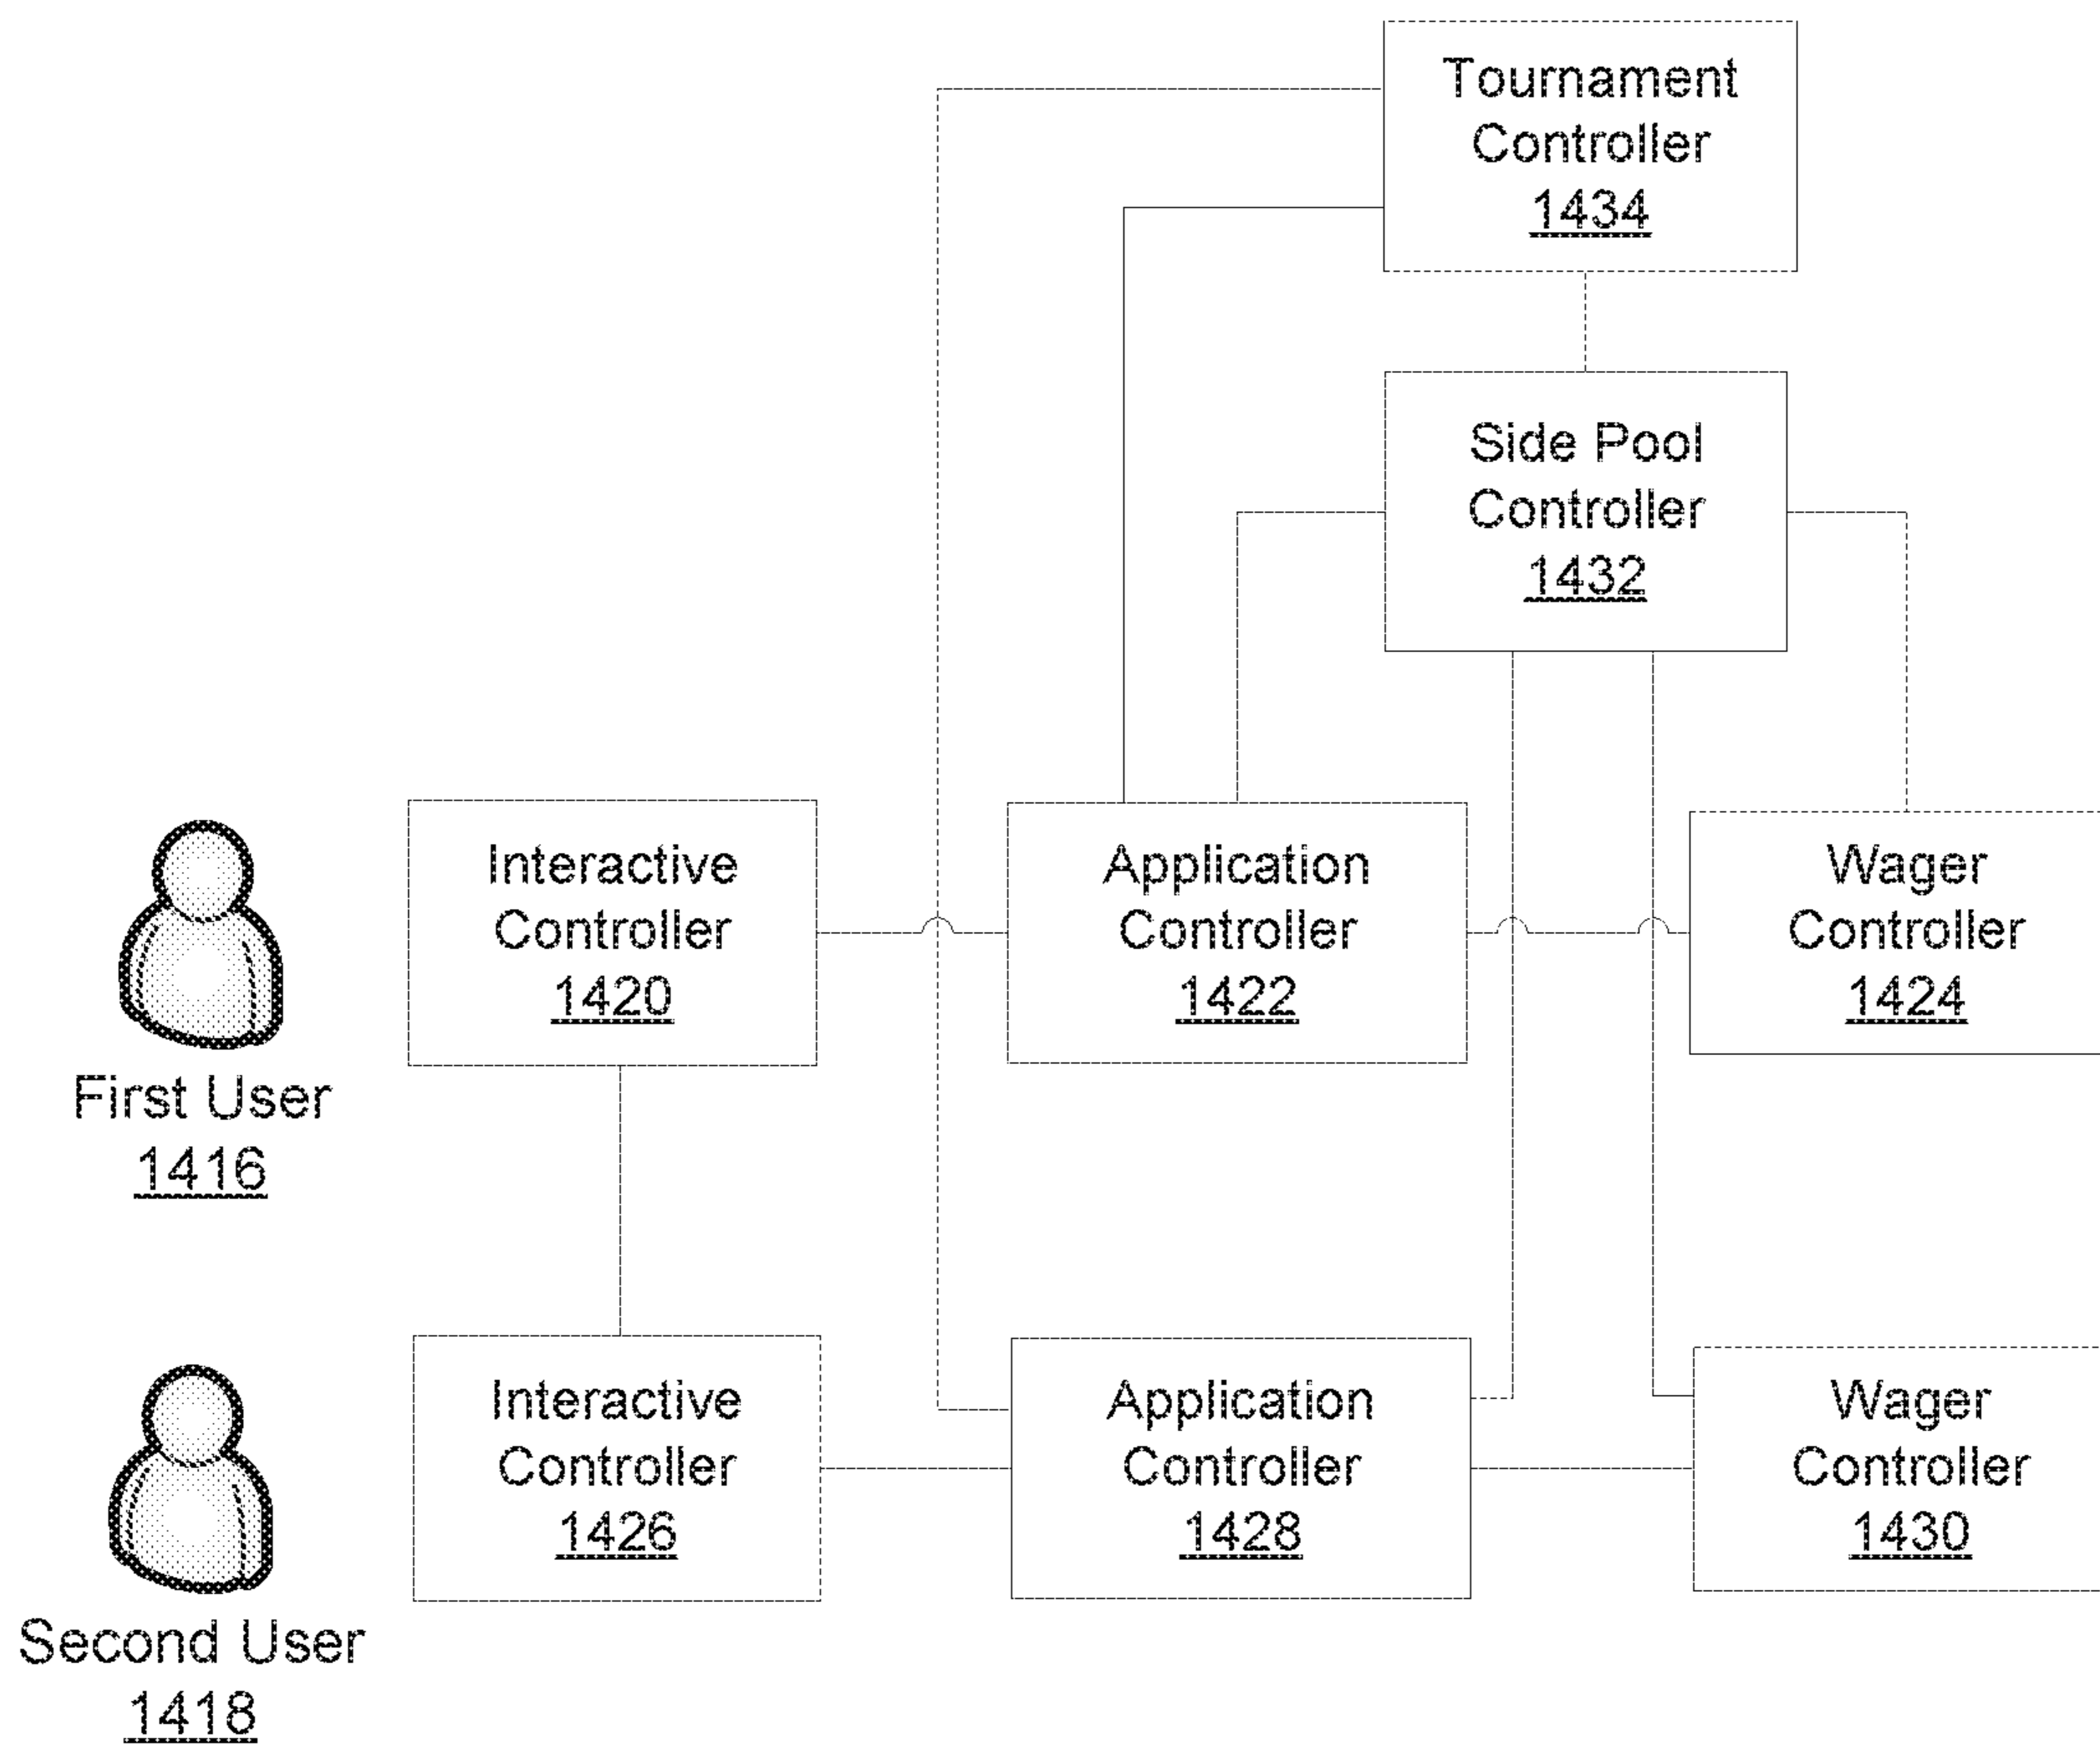 Tournament
Controller
1434
Side Pool
Controller
1432
Interactive
Controller
1420
Application
Controller
1422
Wager
Controller
1424
First User
1416
Interactive
Controller
1426
Application
Controller
1428
Wager
Controller
1430
Second User
1418